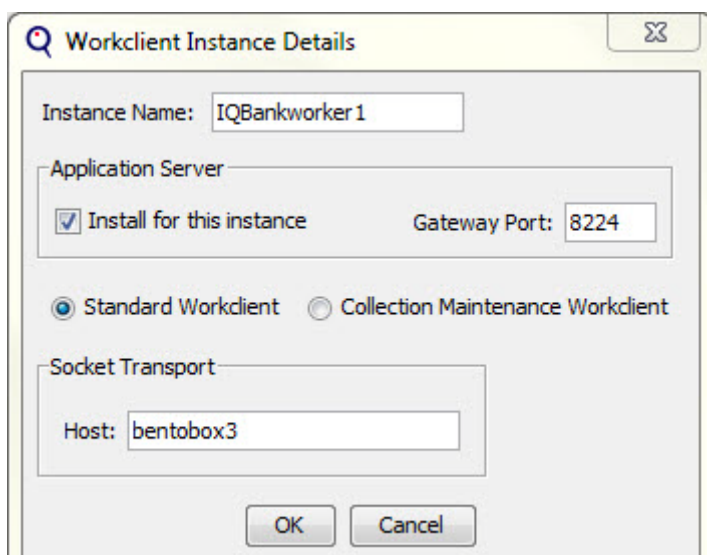 Workclient Instance Details
Instance Name: IQBankworker1
Application Server
Install for this instance Gateway Port: 8224
Standard Workclient Collection Maintenance Workclient
Socket Transport
Host: bentobox3
OK Cancel